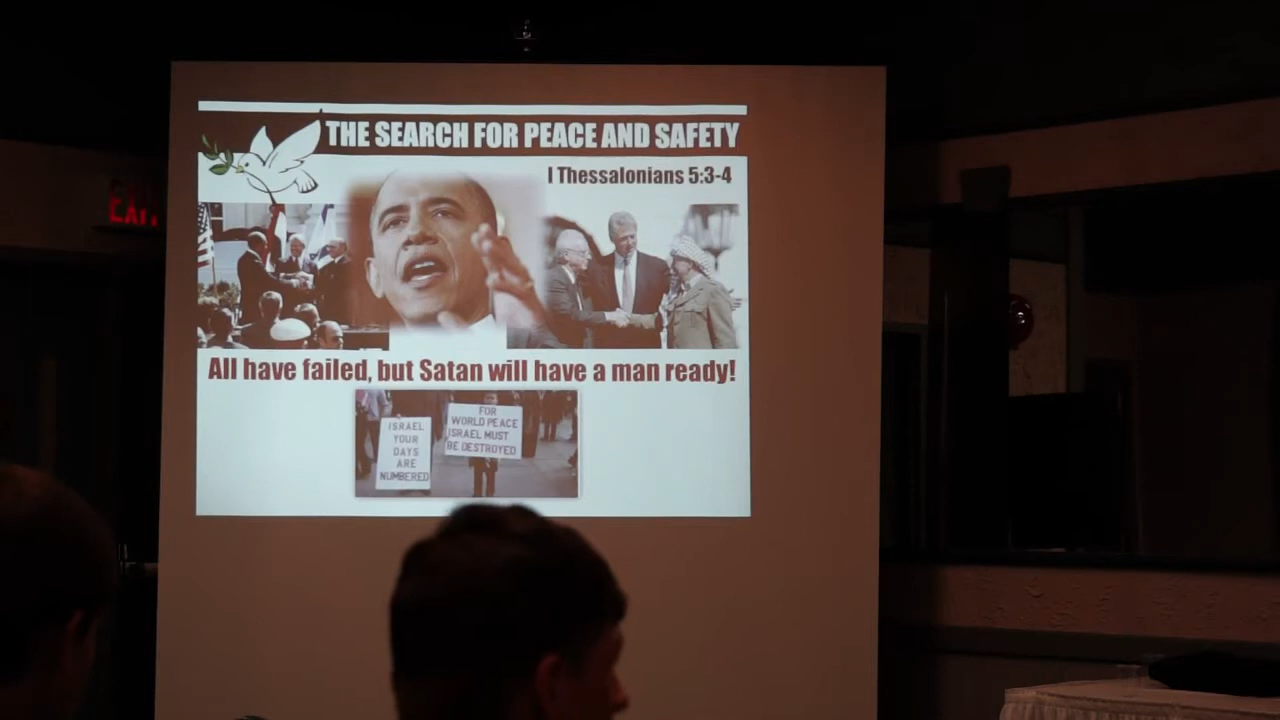 THE SEARCH FOR PEACE AND SAFETY
I Thessalonians 5:3-4
EXIT
All have failed, but Satan will have a man ready!
ISRAEL
YOUR
DAYS
ARE
NUMBERED
FOR
WORLD PEACE
ISRAEL MUST
BE DESTROYED